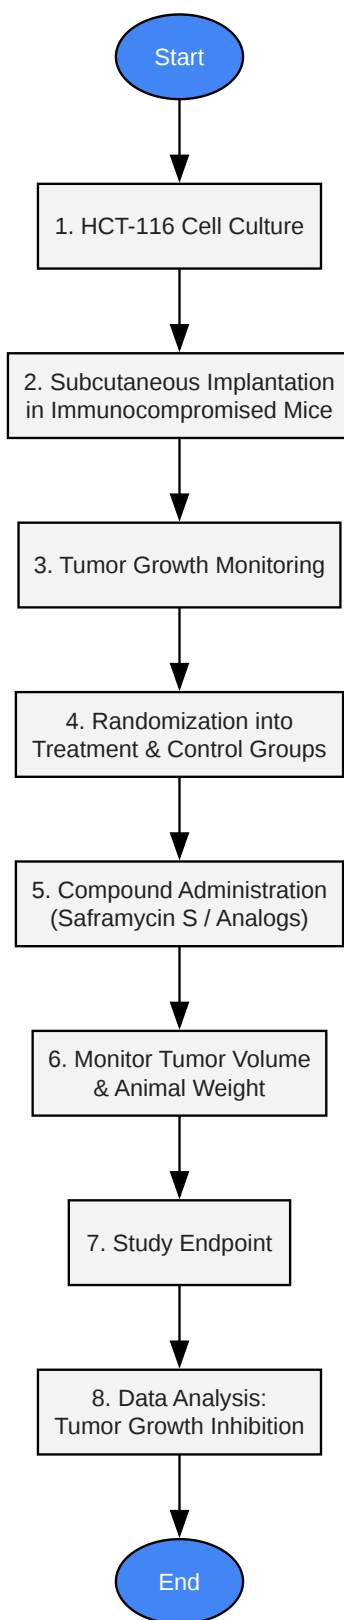 Start
1. HCT-116 Cell Culture
2. Subcutaneous Implantation
in Immunocompromised Mice
3. Tumor Growth Monitoring
4. Randomization into
Treatment & Control Groups
5. Compound Administration
(Saframycin S / Analogs)
6. Monitor Tumor Volume
& Animal Weight
7. Study Endpoint
8. Data Analysis:
Tumor Growth Inhibition
End